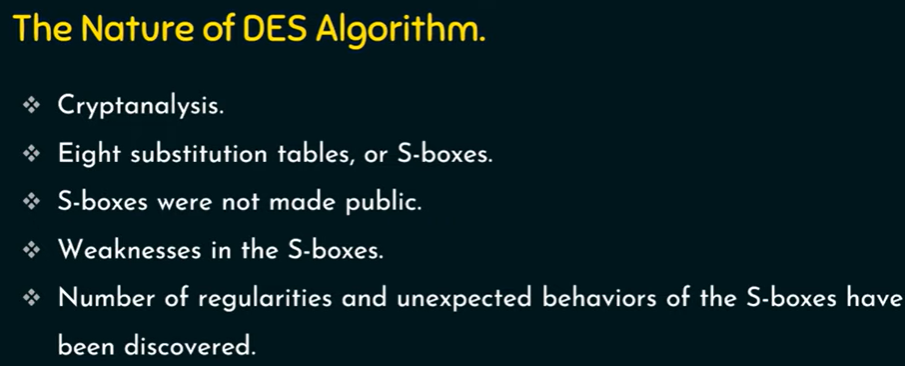 The Nature of DES Algorithm.
❖ Cryptanalysis.
❖ Eight substitution tables, or S-boxes.
❖ S-boxes were not made public.
❖ Weaknesses in the S-boxes.
❖ Number of regularities and unexpected behaviors of the S-boxes have
been discovered.